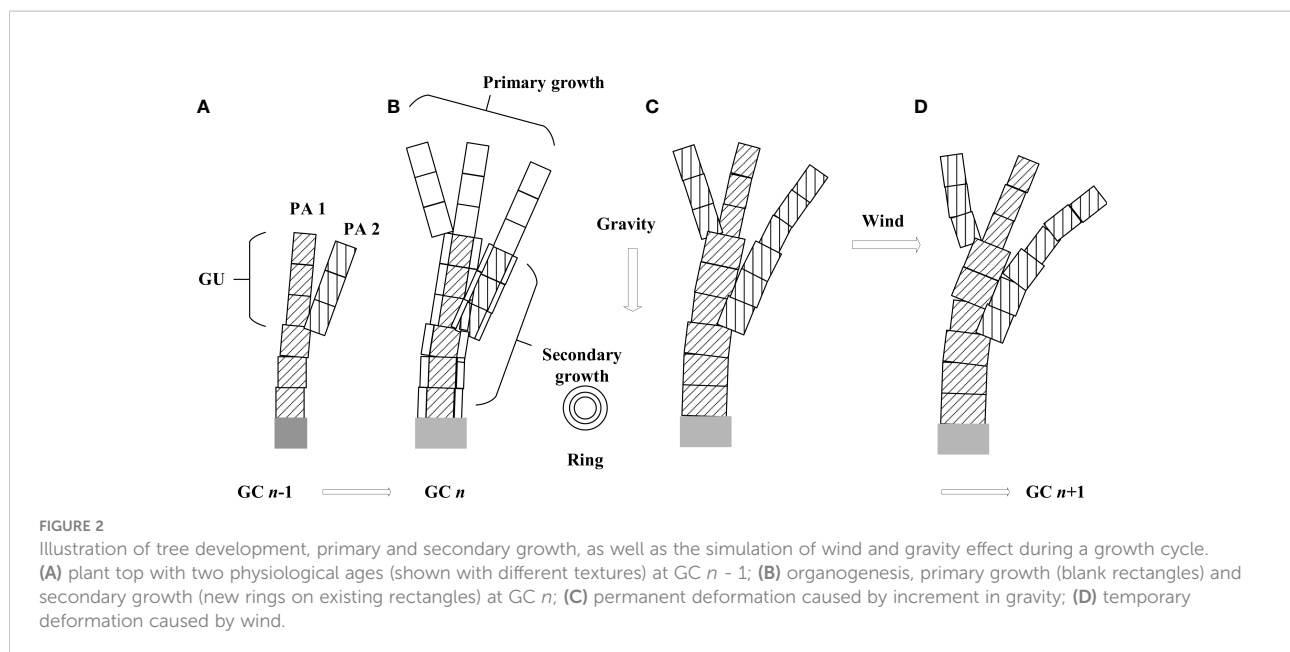 Primary growth
A
B
C
D
PA 1
PA 2
GU
Gravity
Wind
Secondary
growth
Ring
GC n-1
GC n
GC n+1
FIGURE 2
Illustration of tree development, primary and secondary growth, as well as the simulation of wind and gravity effect during a growth cycle.
(A) plant top with two physiological ages (shown with different textures) at GC n - 1; (B) organogenesis, primary growth (blank rectangles) and
secondary growth (new rings on existing rectangles) at GC n; (C) permanent deformation caused by increment in gravity; (D) temporary
deformation caused by wind.